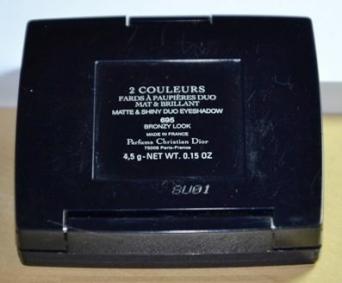 2 COULEURS
FARDS À PAUPIÈRES DUO
MAT & BRILLANT
MATTE & SHINY DUO EYESHADOW
695
BRONZY LOOK
MADE IN FRANCE
Parfums Christian Dior
75008 Paris-France
4,5 g - NET WT. 0.15 OZ
8U01